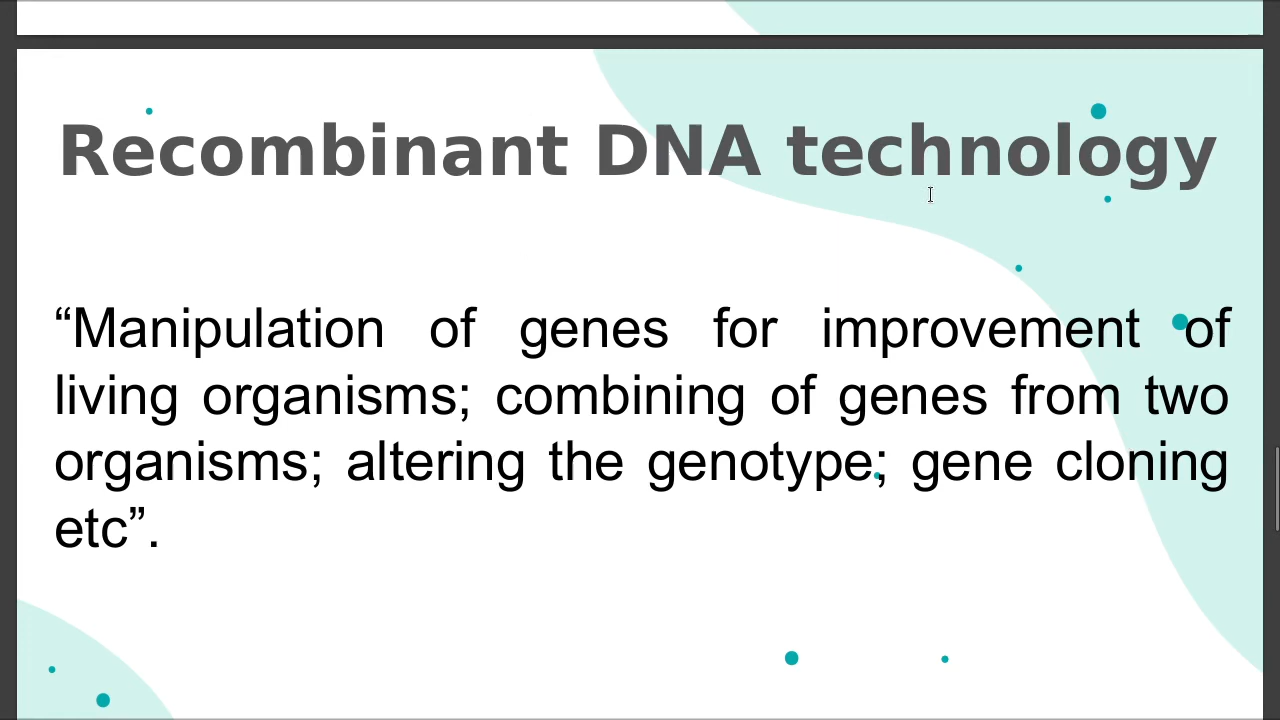 Recombinant DNA technology
“Manipulation of genes for improvement of
living organisms; combining of genes from two
organisms; altering the genotype; gene cloning
etc”.